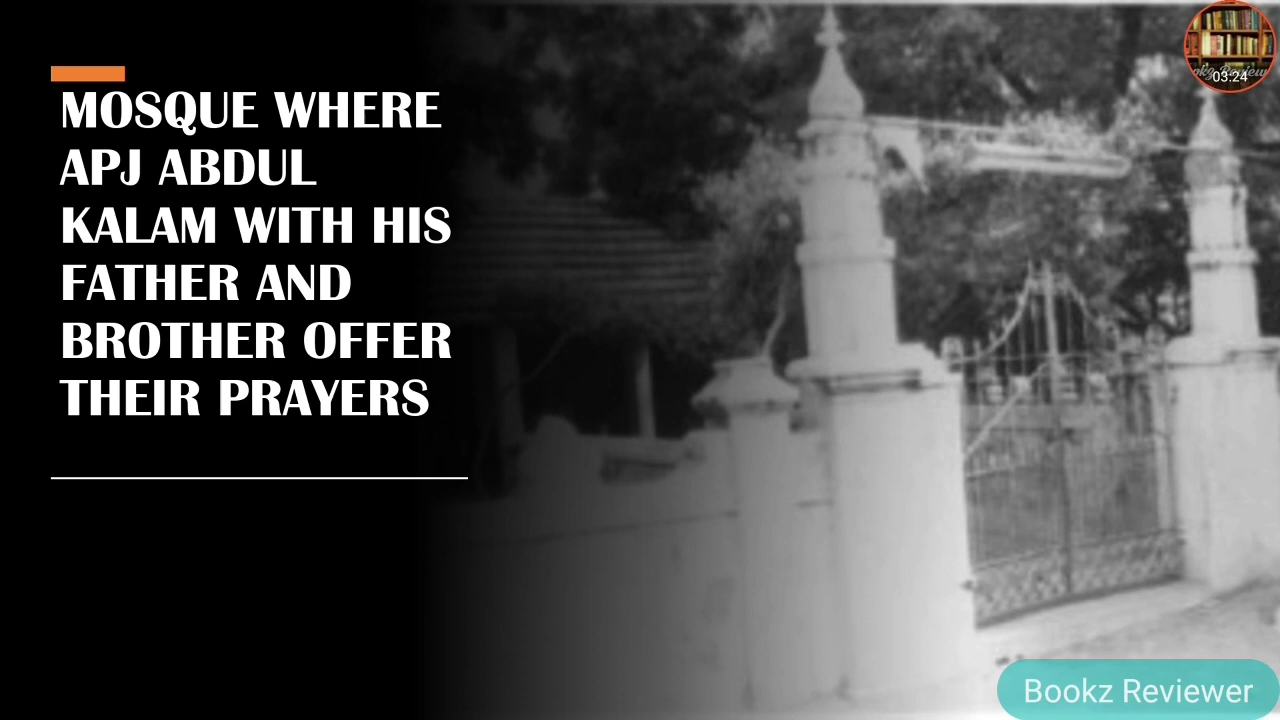 MOSQUE WHERE
APJ ABDUL
KALAM WITH HIS
FATHER AND
BROTHER OFFER
THEIR PRAYERS
03:24
Bookz Reviewer